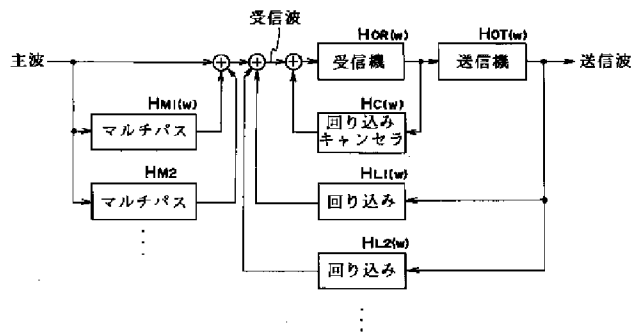 受信波
HOR(w)
HOT(w)
主波
受信機
送信機
送信波
HM1(w)
HC(w)
マルチパス
回り込み
キャンセラ
HM2
HL1(w)
マルチパス
回り込み
HL2(w)
回り込み